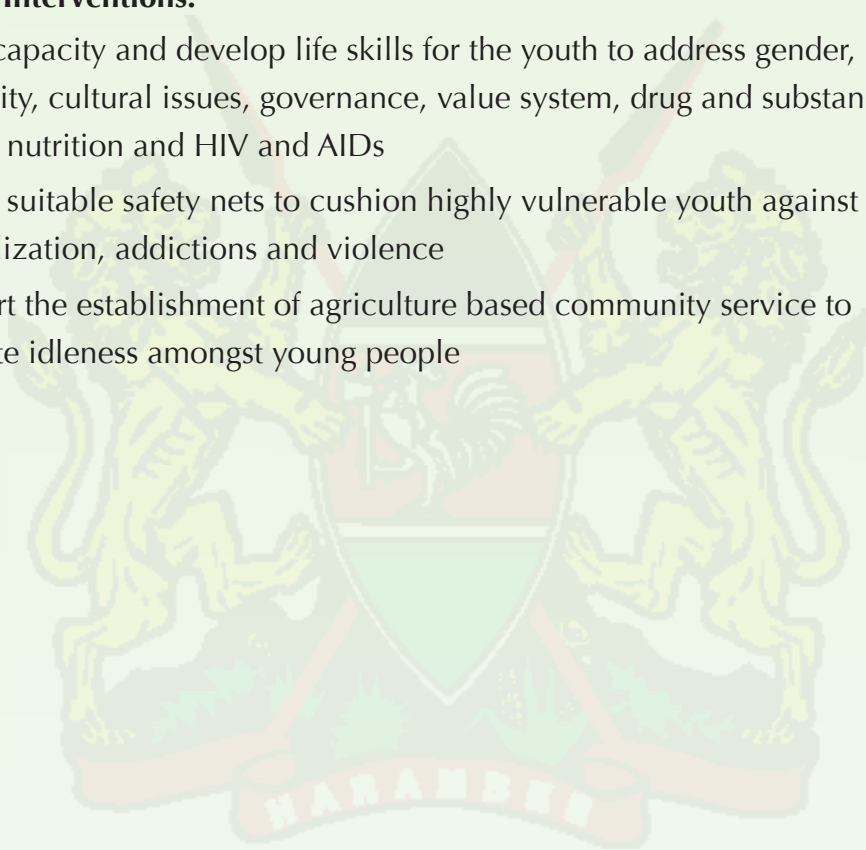 interventions:
capacity and develop life skills for the youth to address gender,
ity, cultural issues, governance, value system, drug and substan
nutrition and HIV and AIDs
suitable safety nets to cushion highly vulnerable youth against
lization, addictions and violence
rt the establishment of agriculture based community service to
te idleness amongst young people
HARAMBEE